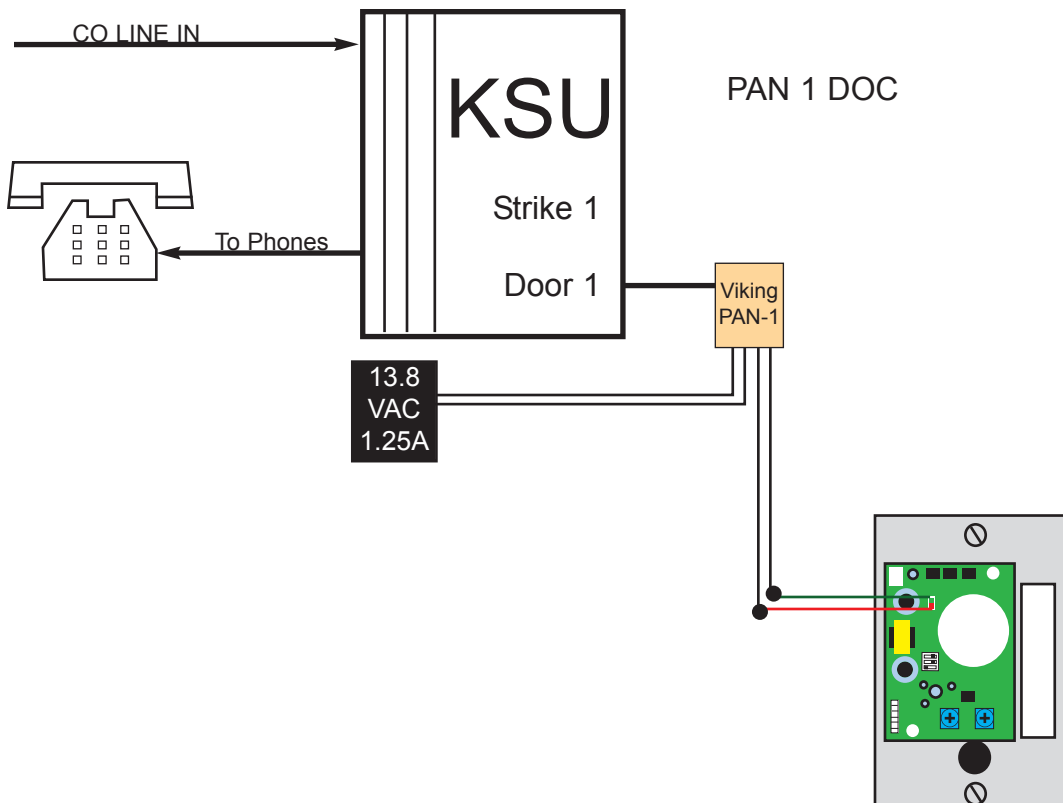 CO LINE IN
KSU
PAN 1 DOC
Strike 1
To Phones
Door 1
Viking
PAN-1
13.8
VAC
1.25A